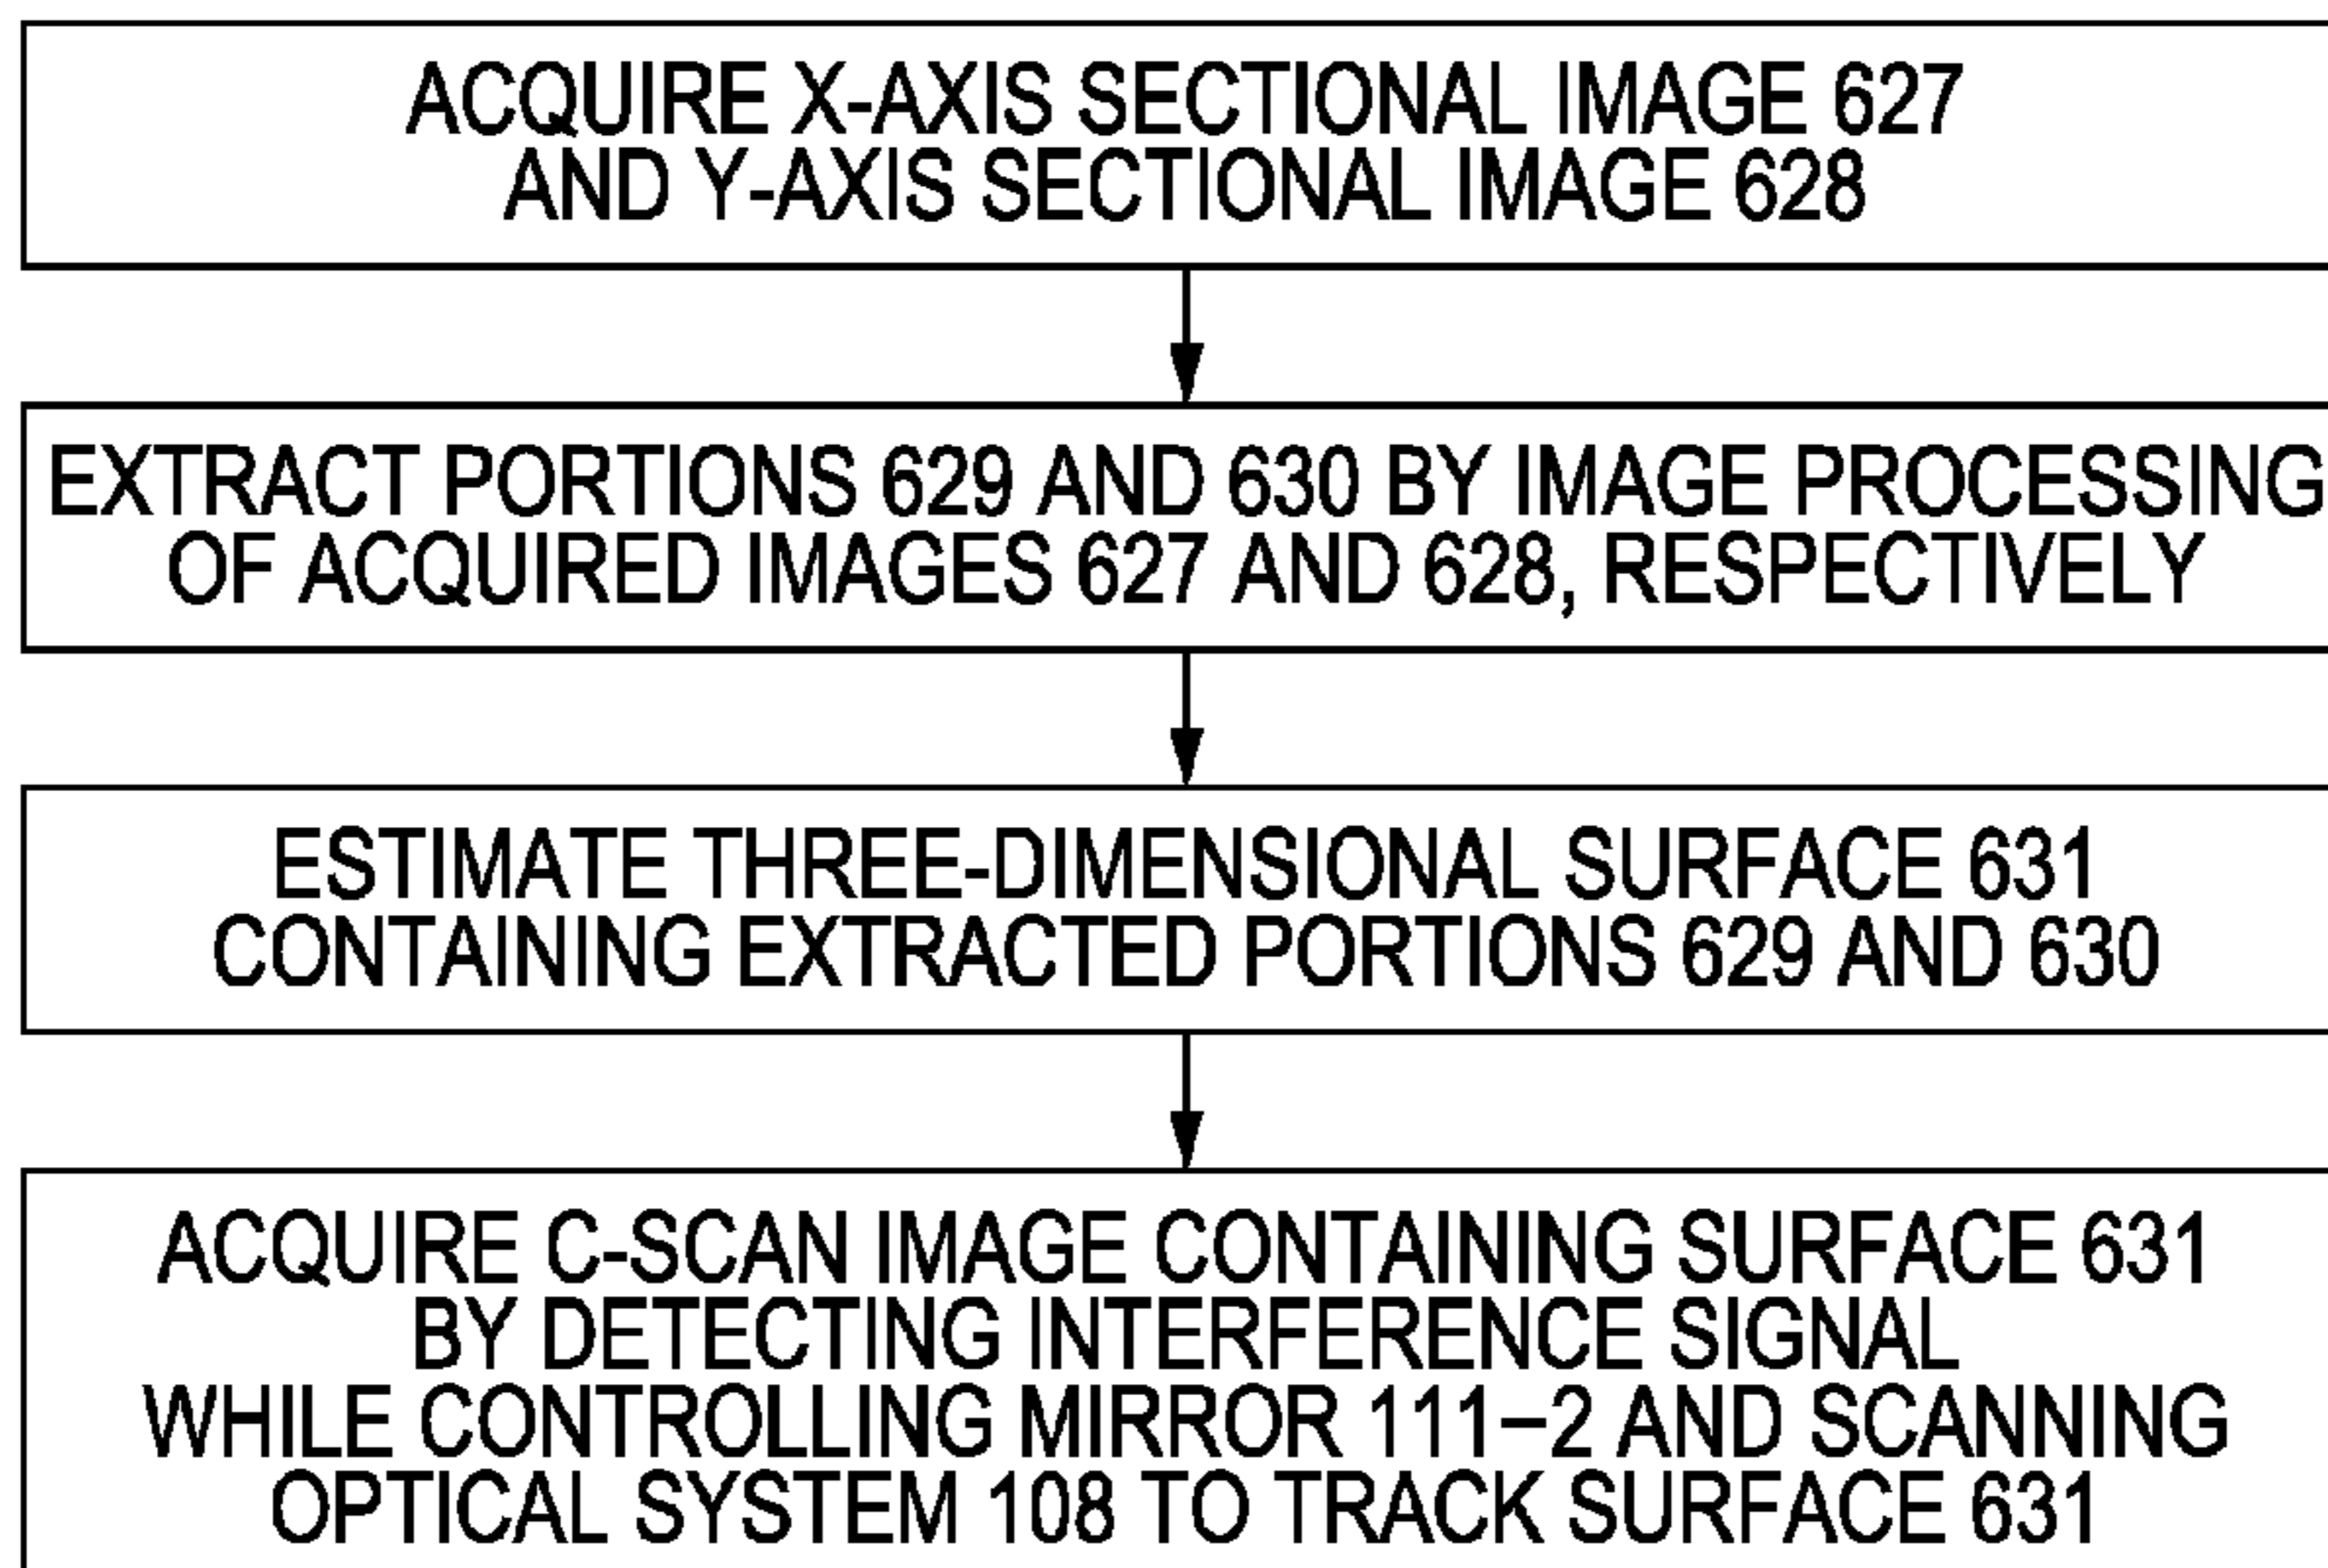 ACQUIRE X-AXIS SECTIONAL IMAGE 627
AND Y-AXIS SECTIONAL IMAGE 628
EXTRACT PORTIONS 629 AND 630 BY IMAGE PROCESSING
OF ACQUIRED IMAGES 627 AND 628, RESPECTIVELY
ESTIMATE THREE-DIMENSIONAL SURFACE 631
CONTAINING EXTRACTED PORTIONS 629 AND 630
ACQUIRE C-SCAN IMAGE CONTAINING SURFACE 631
BY DETECTING INTERFERENCE SIGNAL
WHILE CONTROLLING MIRROR 111–2 AND SCANNING
OPTICAL SYSTEM 108 TO TRACK SURFACE 631